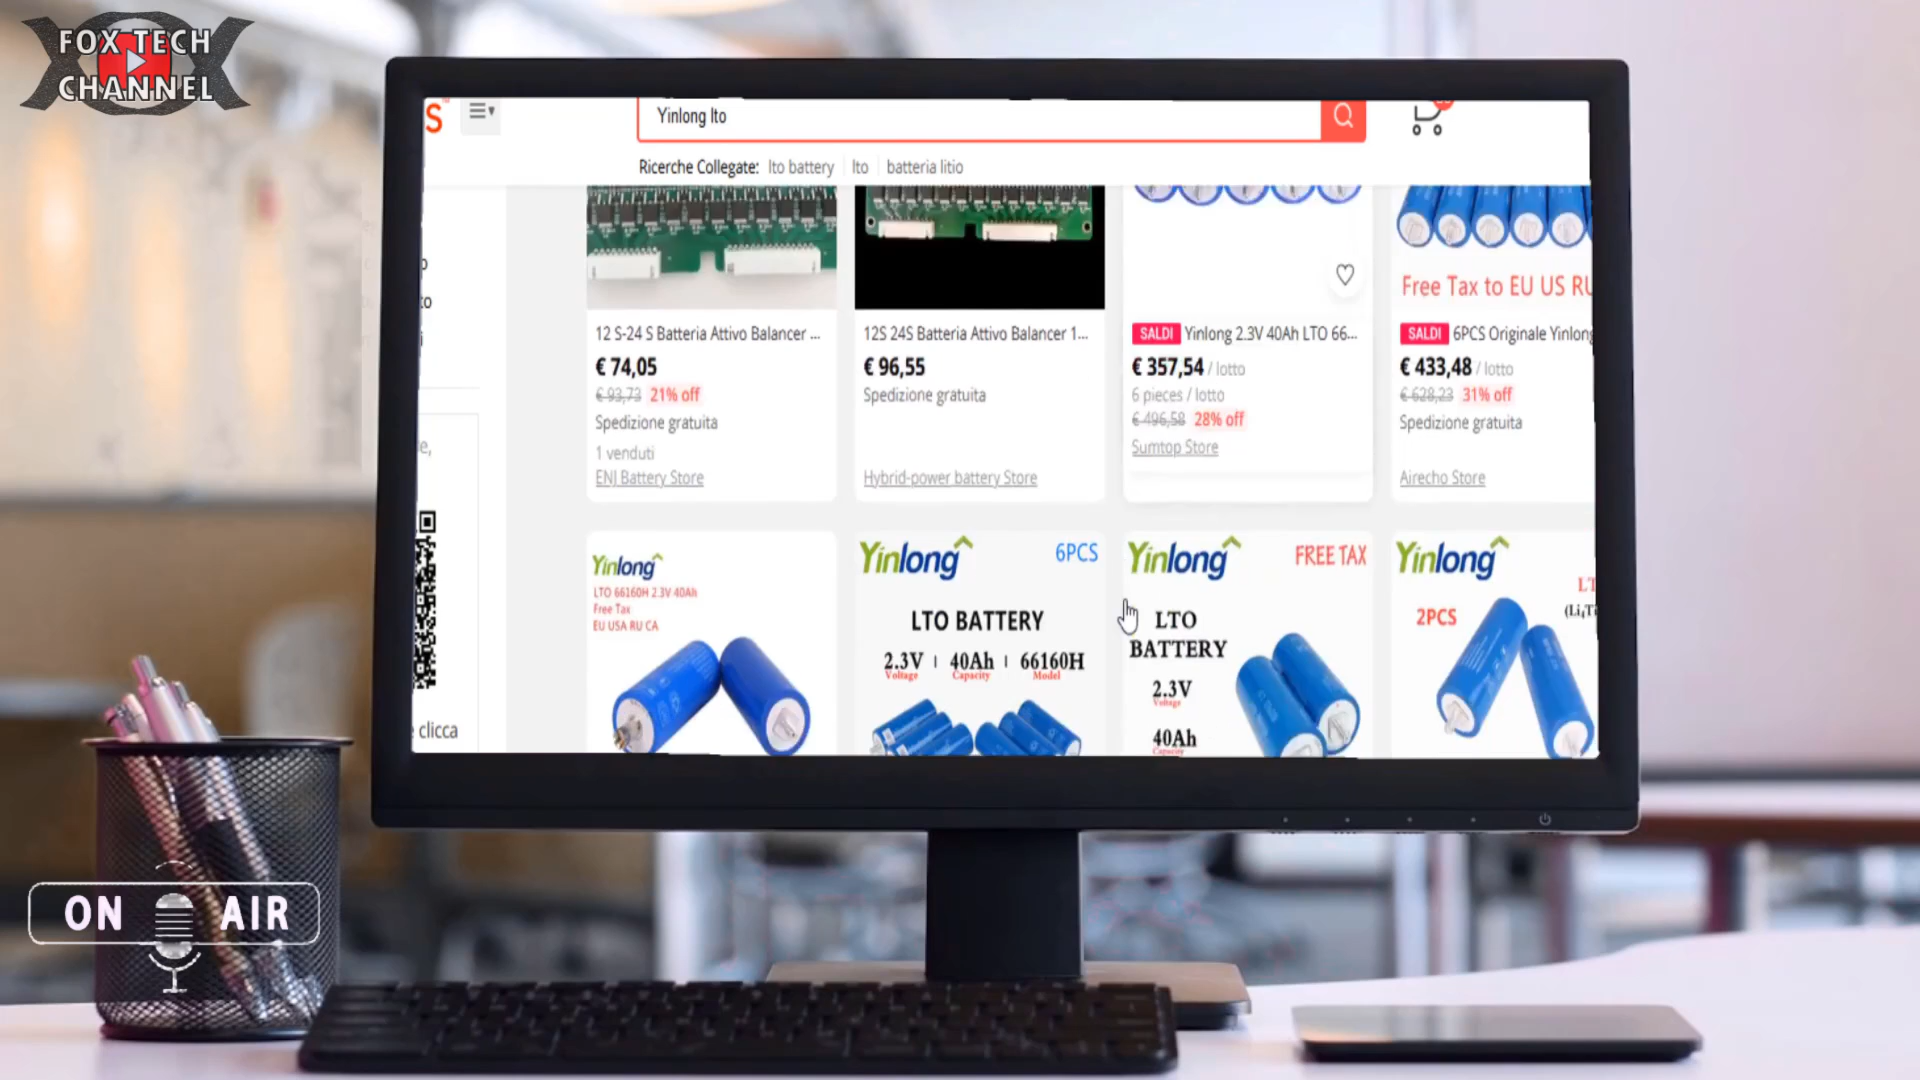 FOX TECH
CHANNEL
S
Yinlong lto
Ricerche Collegate: lto battery lto batteria litio
Free Tax to EU US RU
12 S-24 S Batteria Attivo Balancer ...
€ 74,05
€ 93,73 21% off
Spedizione gratuita
1 venduti
ENJ Battery Store
12S 24S Batteria Attivo Balancer 1...
€ 96,55
Spedizione gratuita
Hybrid-power battery Store
SALDI Yinlong 2.3V 40Ah LTO 66...
€ 357,54 / lotto
6 pieces / lotto
€ 496,58 28% off
Sumtop Store
SALDI 6PCS Originale Yinlong
€ 433,48 / lotto
€ 628,23 31% off
Spedizione gratuita
Airecho Store
e,
e clicca
Yinlong
LTO 66160H 2.3V 40Ah
Free Tax
EU USA RU CA
Yinlong 6PCS
LTO BATTERY
2.3V 40Ah 66160H
Voltage Capacity Model
Yinlong FREE TAX
LTO
BATTERY
2.3V
Voltage
40Ah
Capacity
Yinlong
2PCS
ON AIR